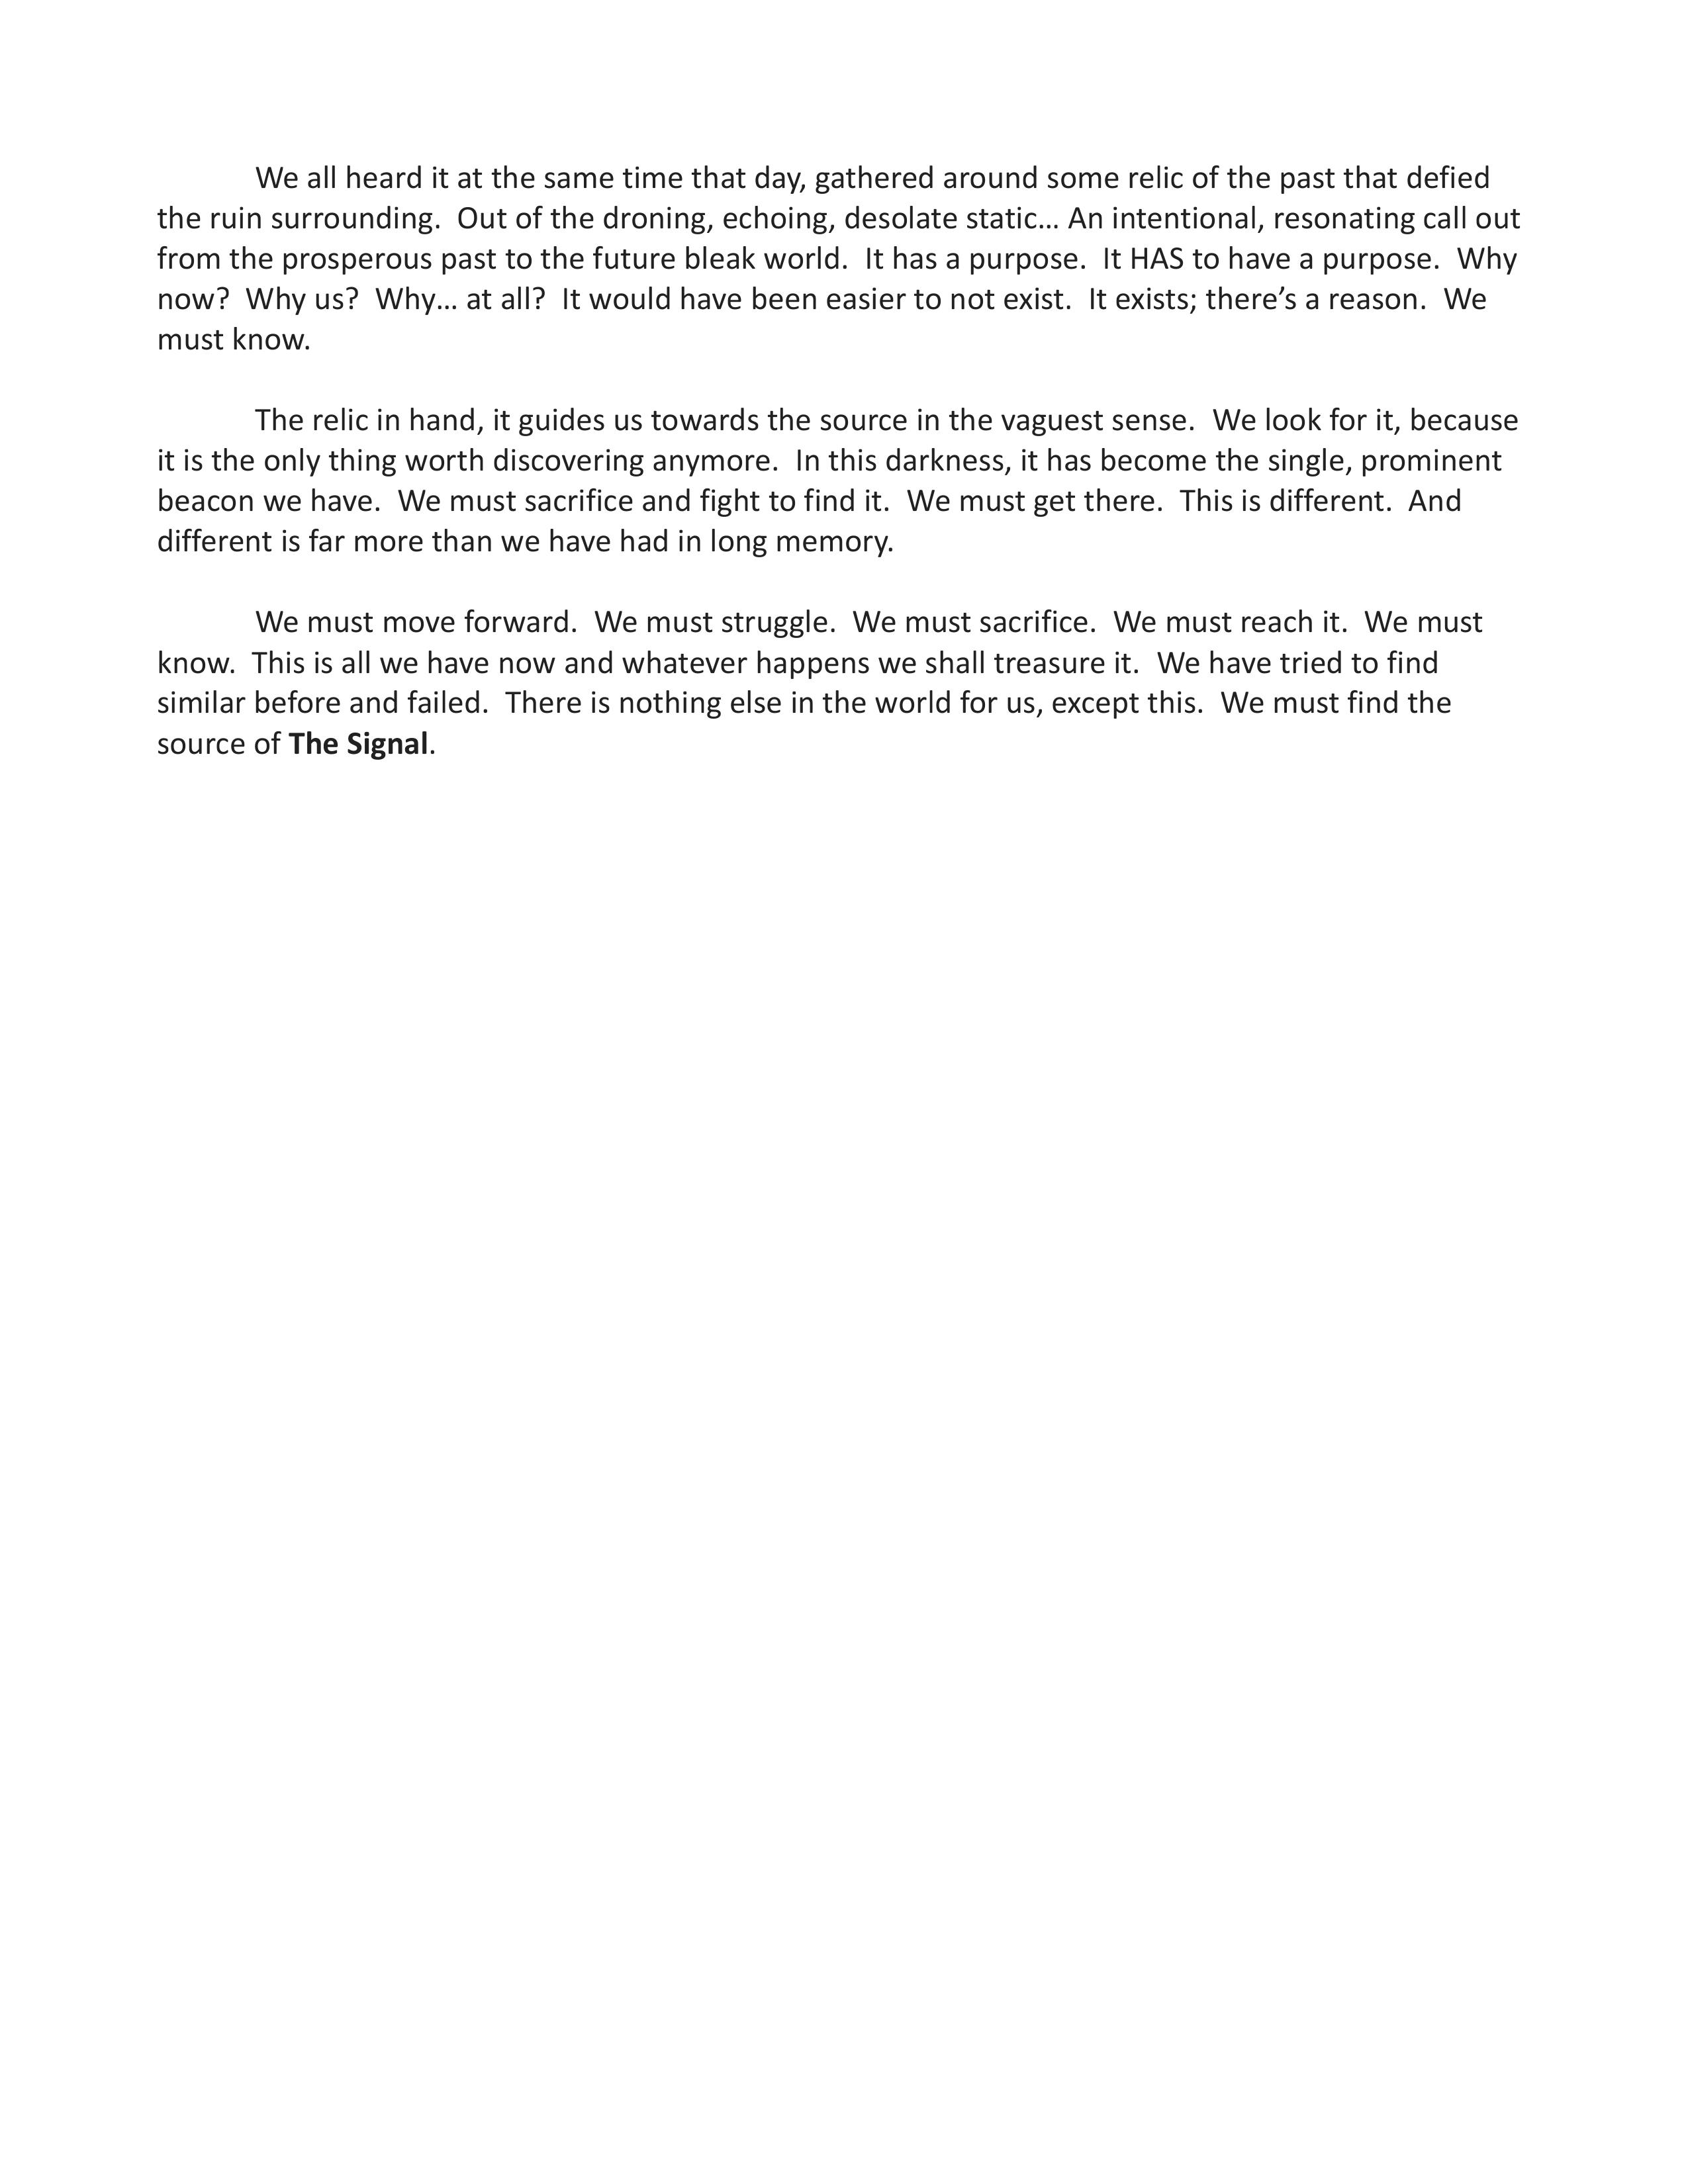 We all heard it at the same time that day, gathered around some relic of the past that defied
the ruin surrounding.  Out of the droning, echoing, desolate static… An intentional, resonating call out
from the prosperous past to the future bleak world.  It has a purpose.  It HAS to have a purpose.  Why
now?  Why us?  Why… at all?  It would have been easier to not exist.  It exists; there’s a reason.  We
must know.
The relic in hand, it guides us towards the source in the vaguest sense.  We look for it, because
it is the only thing worth discovering anymore.  In this darkness, it has become the single, prominent
beacon we have.  We must sacrifice and fight to find it.  We must get there.  This is different.  And
different is far more than we have had in long memory.
We must move forward.  We must struggle.  We must sacrifice.  We must reach it.  We must
know.  This is all we have now and whatever happens we shall treasure it.  We have tried to find
similar before and failed.  There is nothing else in the world for us, except this.  We must find the
source of The Signal.